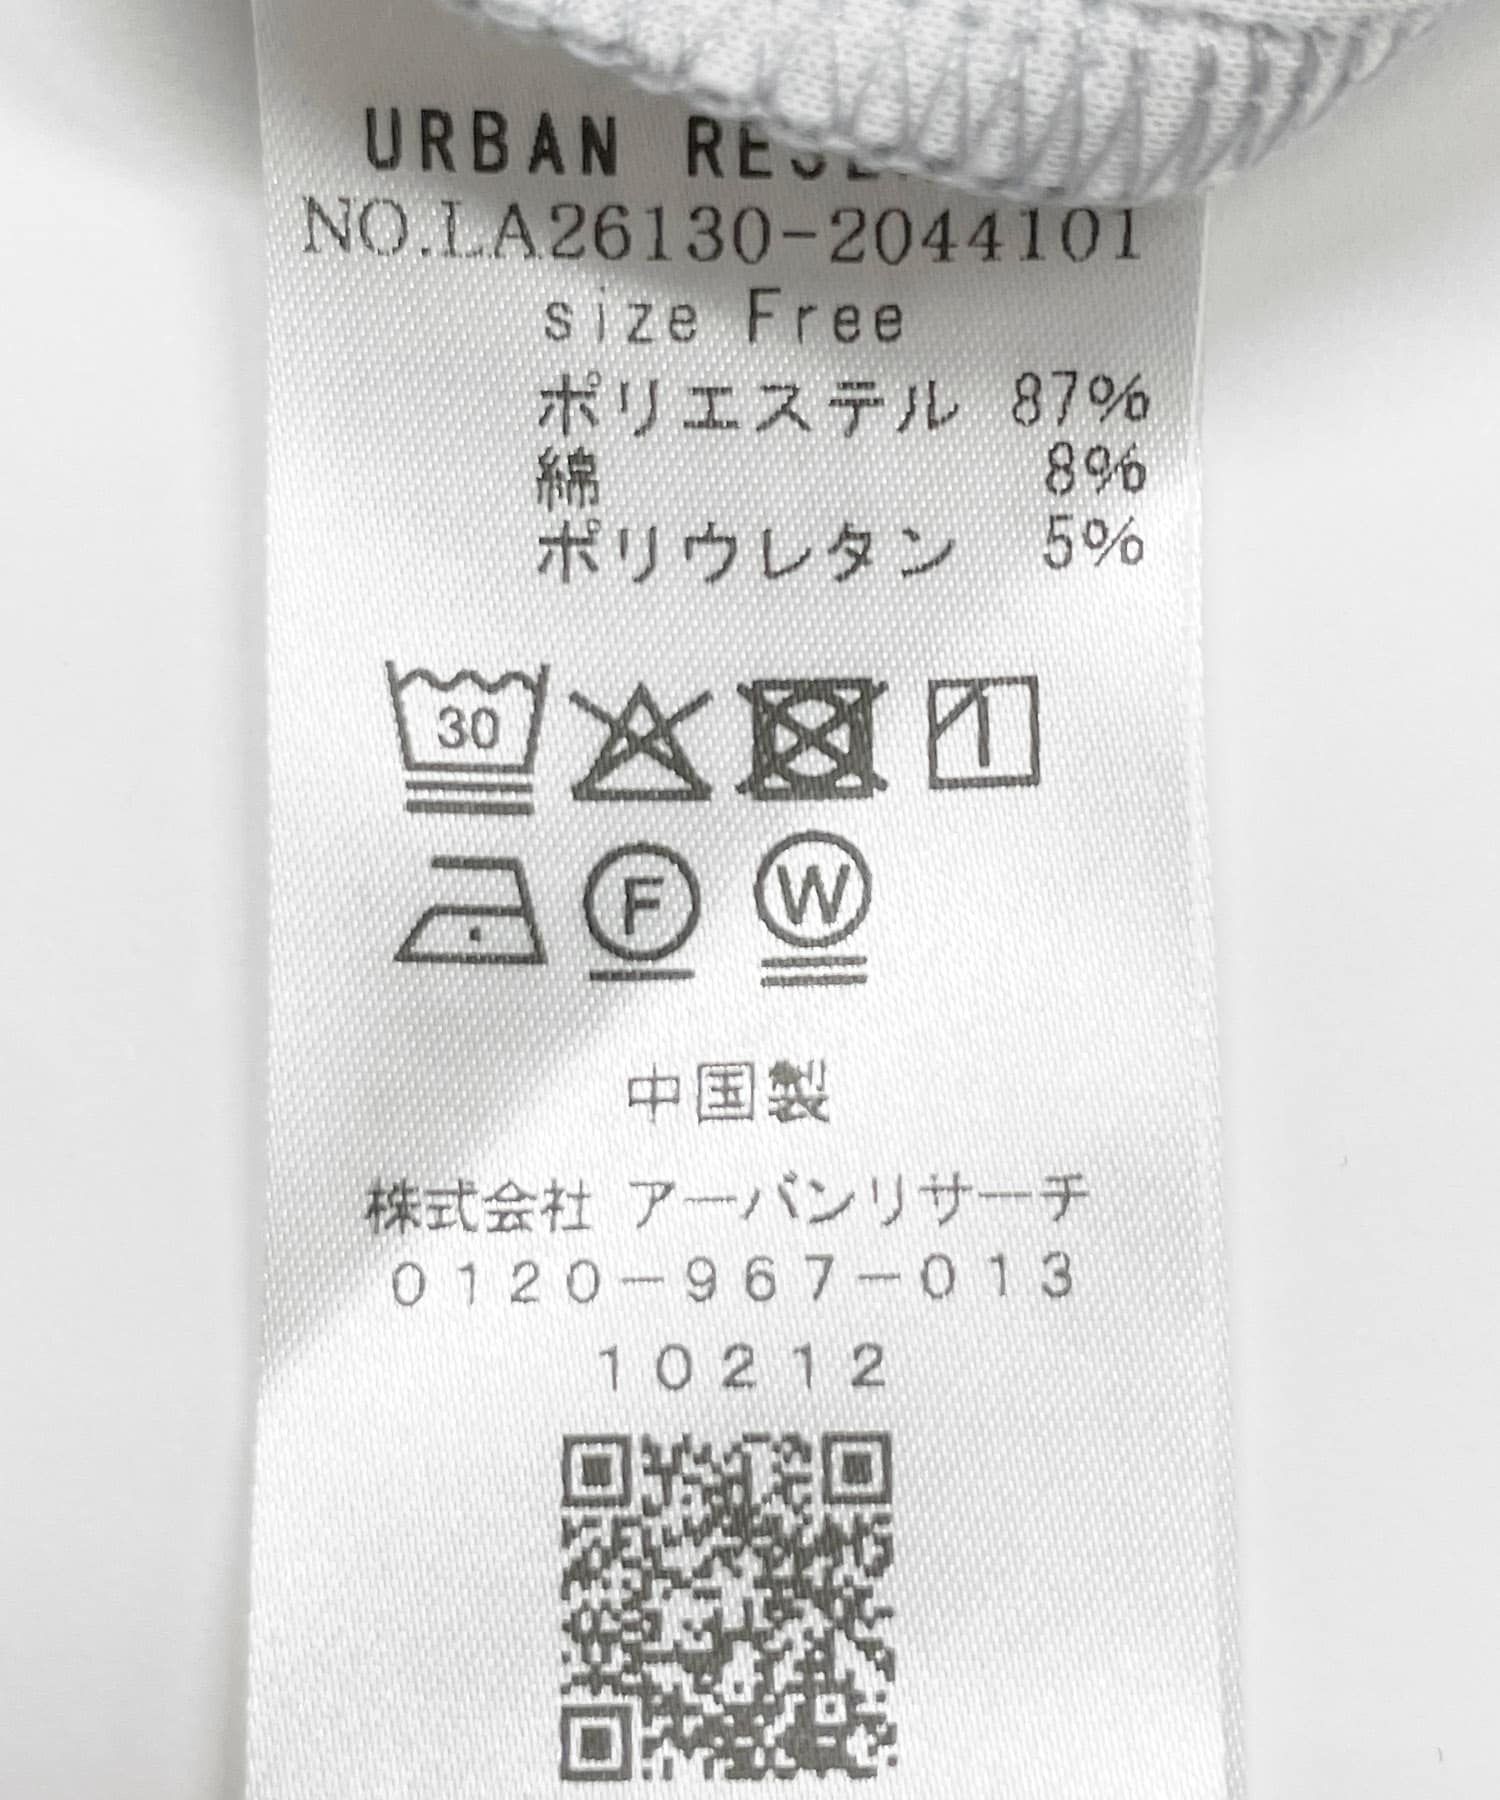 URBAN
NO.LA26130-2044101
size Free
ポリエステル 87%
綿 8%
ポリウレタン 5%
30
F W
中国製
株式会社 アーバンリサーチ
0120-967-013
10212